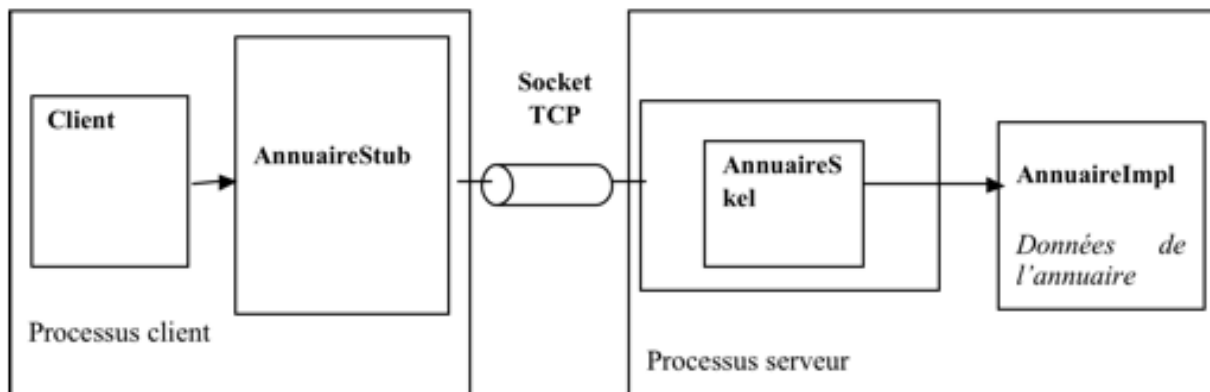 Client
AnnuaireStub
Processus client
Socket
TCP
AnnuaireS
kel
AnnuaireImpl
Données de
l'annuaire
Processus serveur